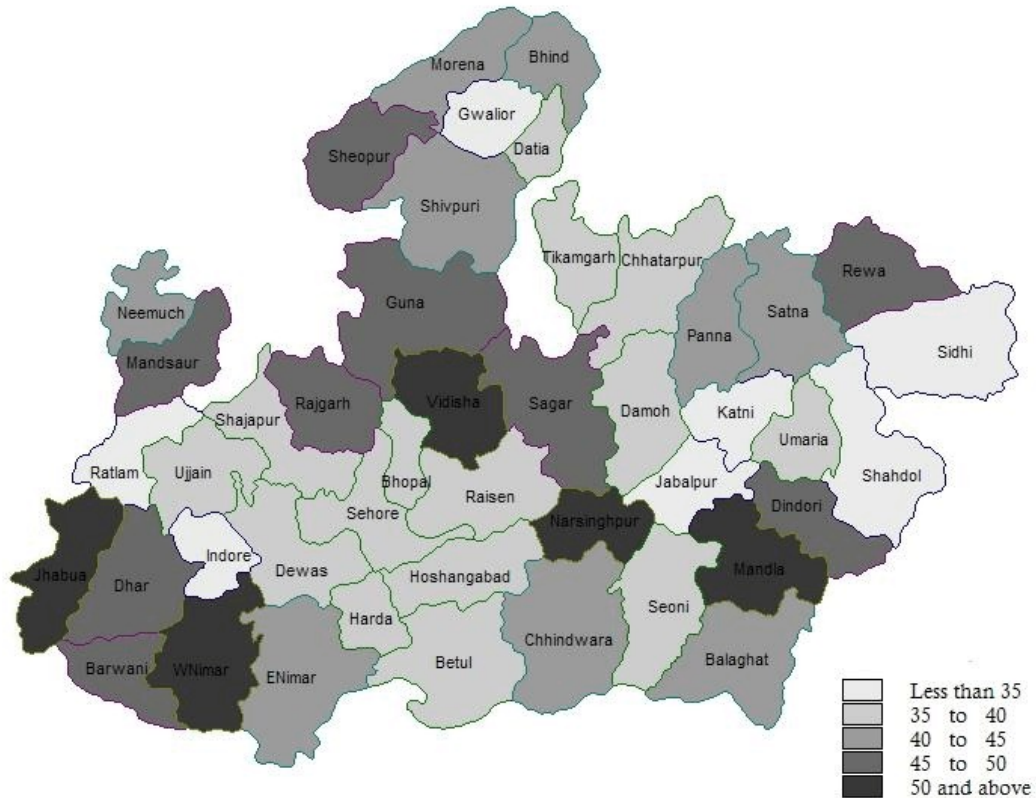 Morena
Bhind
Gwalior
Datia
Sheopur
Shivpuri
Tikamgarh
Chhatarpur
Rewa
Neemuch
Guna
Panna
Satna
Sidhi
Mandsaur
Rajgarh
Vidisha
Sagar
Damoh
Katni
Umaria
Shajapur
Ratlam
Ujjain
Bhopal
Raisen
Jabalpur
Shahdol
Sehore
Narsinghpur
Dindori
Indore
Jhabua
Dhar
Dewas
Hoshangabad
Mandla
Harda
Seoni
Barwani
WNimar
ENimar
Betul
Chhindwara
Balaghat
Less than 35
35 to 40
40 to 45
45 to 50
50 and above